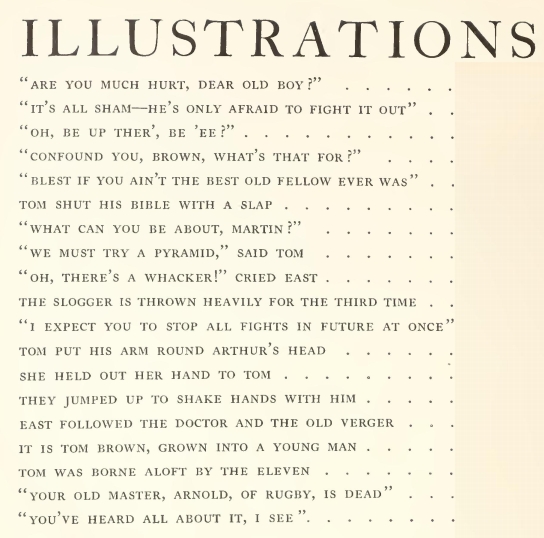 ILLUSTRATIONS
"ARE YOU MUCH HURT, DEAR OLD BOY?" . . . . . .
"IT'S ALL SHAM—HE'S ONLY AFRAID TO FIGHT IT OUT" . .
"OH, BE UP THER', BE 'EE?" . . . . . . . . . . .
"CONFOUND YOU, BROWN, WHAT'S THAT FOR?" . . . .
"BLEST IF YOU AIN'T THE BEST OLD FELLOW EVER WAS" . .
TOM SHUT HIS BIBLE WITH A SLAP . . . . . . . . .
"WHAT CAN YOU BE ABOUT, MARTIN?" . . . . . . .
"WE MUST TRY A PYRAMID," SAID TOM . . . . . . .
"OH, THERE'S A WHACKER!" CRIED EAST . . . . . . .
THE SLOGGER IS THROWN HEAVILY FOR THE THIRD TIME . .
"I EXPECT YOU TO STOP ALL FIGHTS IN FUTURE AT ONCE"
TOM PUT HIS ARM ROUND ARTHUR'S HEAD . . . . . .
SHE HELD OUT HER HAND TO TOM . . . . . . . . .
THEY JUMPED UP TO SHAKE HANDS WITH HIM . . . . .
EAST FOLLOWED THE DOCTOR AND THE OLD VERGER . . .
IT IS TOM BROWN, GROWN INTO A YOUNG MAN . . . . .
TOM WAS BORNE ALOFT BY THE ELEVEN . . . . . . .
"YOUR OLD MASTER, ARNOLD, OF RUGBY, IS DEAD" . . .
"YOU'VE HEARD ALL ABOUT IT, I SEE". . . . . . . .